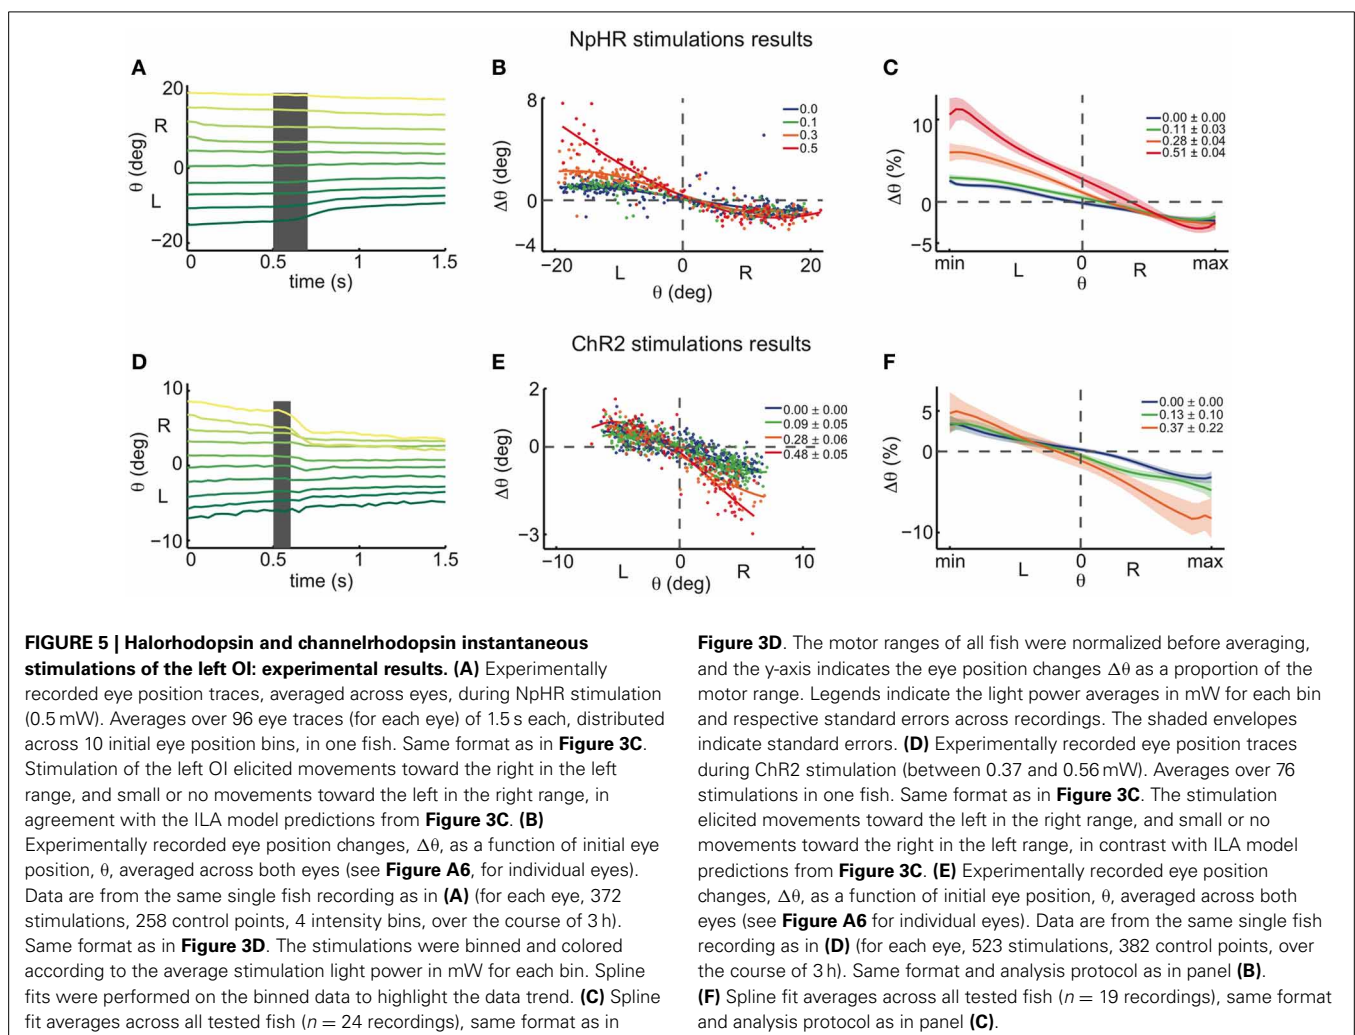 NpHR stimulations results
A
20
R
0
L
−20
θ (deg)
0
0.5
1
1.5
time (s)
B
8
0
−4
Δθ (deg)
0.0
0.1
0.3
0.5
−20
0
20
L
R
θ (deg)
C
10
0
−5
Δθ (%)
0.00 ± 0.00
0.11 ± 0.03
0.28 ± 0.04
0.51 ± 0.04
min
L
0
R
max
θ
ChR2 stimulations results
D
10
R
0
L
−10
θ (deg)
0
0.5
1
1.5
time (s)
E
2
0
−3
Δθ (deg)
0.00 ± 0.00
0.09 ± 0.05
0.28 ± 0.06
0.48 ± 0.05
−10
0
10
L
R
θ (deg)
F
5
0
−10
Δθ (%)
0.00 ± 0.00
0.13 ± 0.10
0.37 ± 0.22
min
L
0
R
max
θ
FIGURE 5 | Halorhodopsin and channelrhodopsin instantaneous
stimulations of the left OI: experimental results. (A) Experimentally
recorded eye position traces, averaged across eyes, during NpHR stimulation
(0.5 mW). Averages over 96 eye traces (for each eye) of 1.5 s each, distributed
across 10 initial eye position bins, in one fish. Same format as in Figure 3C.
Stimulation of the left OI elicited movements toward the right in the left
range, and small or no movements toward the left in the right range, in
agreement with the ILA model predictions from Figure 3C. (B)
Experimentally recorded eye position changes, Δθ, as a function of initial eye
position, θ, averaged across both eyes (see Figure A6, for individual eyes).
Data are from the same single fish recording as in (A) (for each eye, 372
stimulations, 258 control points, 4 intensity bins, over the course of 3 h).
Same format as in Figure 3D. The stimulations were binned and colored
according to the average stimulation light power in mW for each bin. Spline
fits were performed on the binned data to highlight the data trend. (C) Spline
fit averages across all tested fish (n = 24 recordings), same format as in
Figure 3D. The motor ranges of all fish were normalized before averaging,
and the y-axis indicates the eye position changes Δθ as a proportion of the
motor range. Legends indicate the light power averages in mW for each bin
and respective standard errors across recordings. The shaded envelopes
indicate standard errors. (D) Experimentally recorded eye position traces
during ChR2 stimulation (between 0.37 and 0.56 mW). Averages over 76
stimulations in one fish. Same format as in Figure 3C. The stimulation
elicited movements toward the left in the right range, and small or no
movements toward the right in the left range, in contrast with ILA model
predictions from Figure 3C. (E) Experimentally recorded eye position
changes, Δθ, as a function of initial eye position, θ, averaged across both
eyes (see Figure A6 for individual eyes). Data are from the same single fish
recording as in (D) (for each eye, 523 stimulations, 382 control points, over
the course of 3 h). Same format and analysis protocol as in panel (B).
(F) Spline fit averages across all tested fish (n = 19 recordings), same format
and analysis protocol as in panel (C).